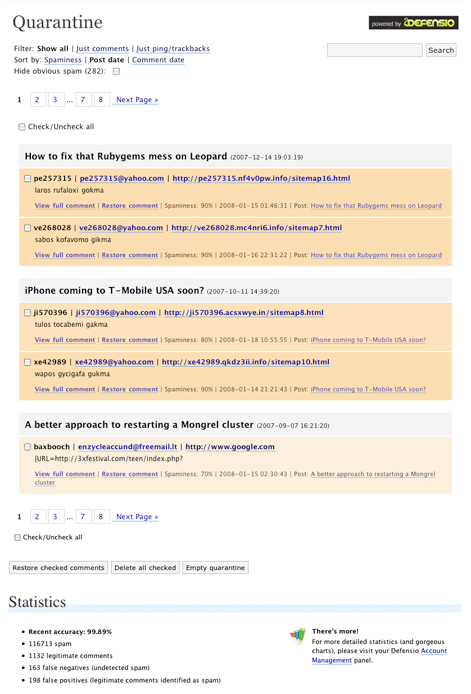 Quarantine
powered by DEFENSIO
Filter: Show all | Just comments | Just ping/trackbacks
Sort by: Spaminess | Post date | Comment date
Hide obvious spam (282):
Search
1 2 3 ... 7 8 Next Page »
Check/Uncheck all
How to fix that Rubygems mess on Leopard (2007-12-14 19:03:19)
pe257315 | pe257315@yahoo.com | http://pe257315.nf4v0pw.info/sitemap16.html
laros rufaloxi gokma
View full comment | Restore comment | Spaminess: 90% | 2008-01-15 01:46:31 | Post: How to fix that Rubygems mess on Leopard
ve268028 | ve268028@yahoo.com | http://ve268028.mc4nri6.info/sitemap7.html
sabos kofavomo gikma
View full comment | Restore comment | Spaminess: 90% | 2008-01-16 22:31:22 | Post: How to fix that Rubygems mess on Leopard
iPhone coming to T-Mobile USA soon? (2007-10-11 14:39:20)
ji570396 | ji570396@yahoo.com | http://ji570396.acsxwye.in/sitemap8.html
tulos tocabemi gakma
View full comment | Restore comment | Spaminess: 80% | 2008-01-18 10:55:55 | Post: iPhone coming to T-Mobile USA soon?
xe42989 | xe42989@yahoo.com | http://xe42989.qkdz3ii.info/sitemap10.html
wapos gycigafa gukma
View full comment | Restore comment | Spaminess: 90% | 2008-01-14 21:21:43 | Post: iPhone coming to T-Mobile USA soon?
A better approach to restarting a Mongrel cluster (2007-09-07 16:21:20)
baxbooch | enzycleaccund@freemail.lt | http://www.google.com
[URL=http://3xfestival.com/teen/index.php?
View full comment | Restore comment | Spaminess: 70% | 2008-01-15 02:30:43 | Post: A better approach to restarting a Mongrel
cluster
1 2 3 ... 7 8 Next Page »
Check/Uncheck all
Restore checked comments Delete all checked Empty quarantine
Statistics
Recent accuracy: 99.89%
116713 spam
1132 legitimate comments
163 false negatives (undetected spam)
198 false positives (legitimate comments identified as spam)
There's more!
For more detailed statistics (and gorgeous
charts), please visit your Defensio Account
Management panel.